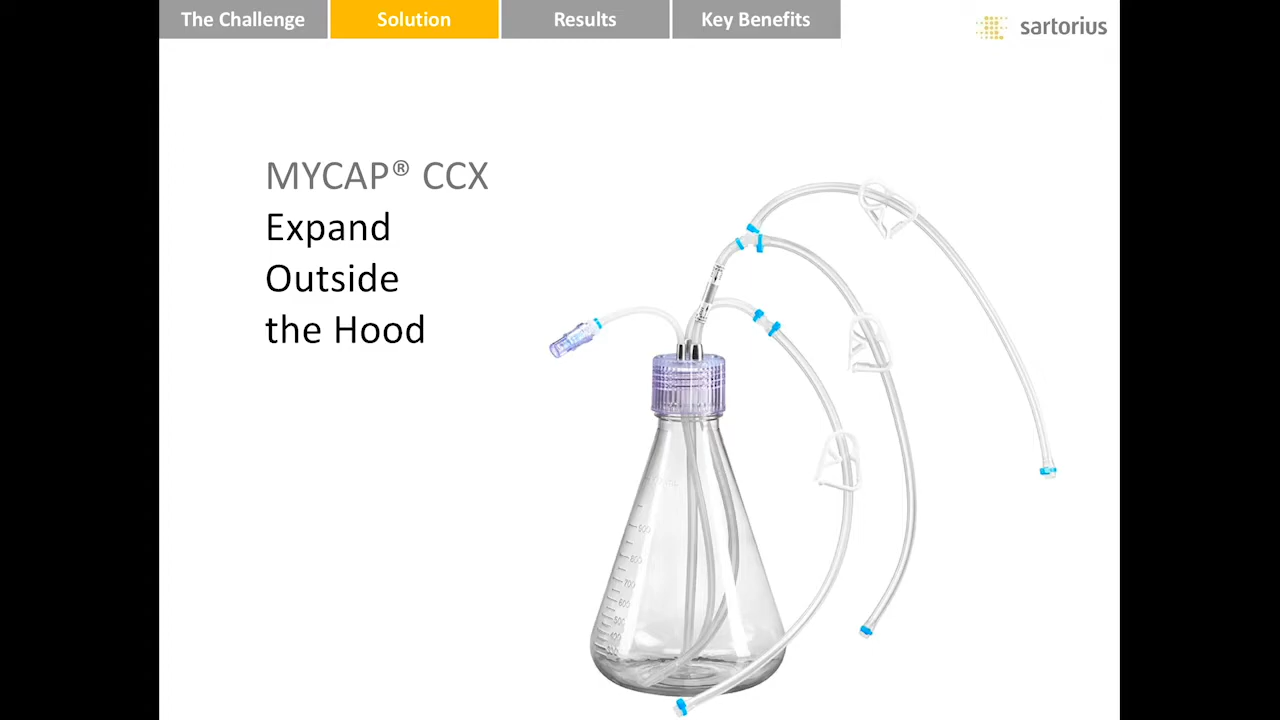 The Challenge
Solution
Results
Key Benefits
sartorius
MYCAP® CCX
Expand
Outside
the Hood